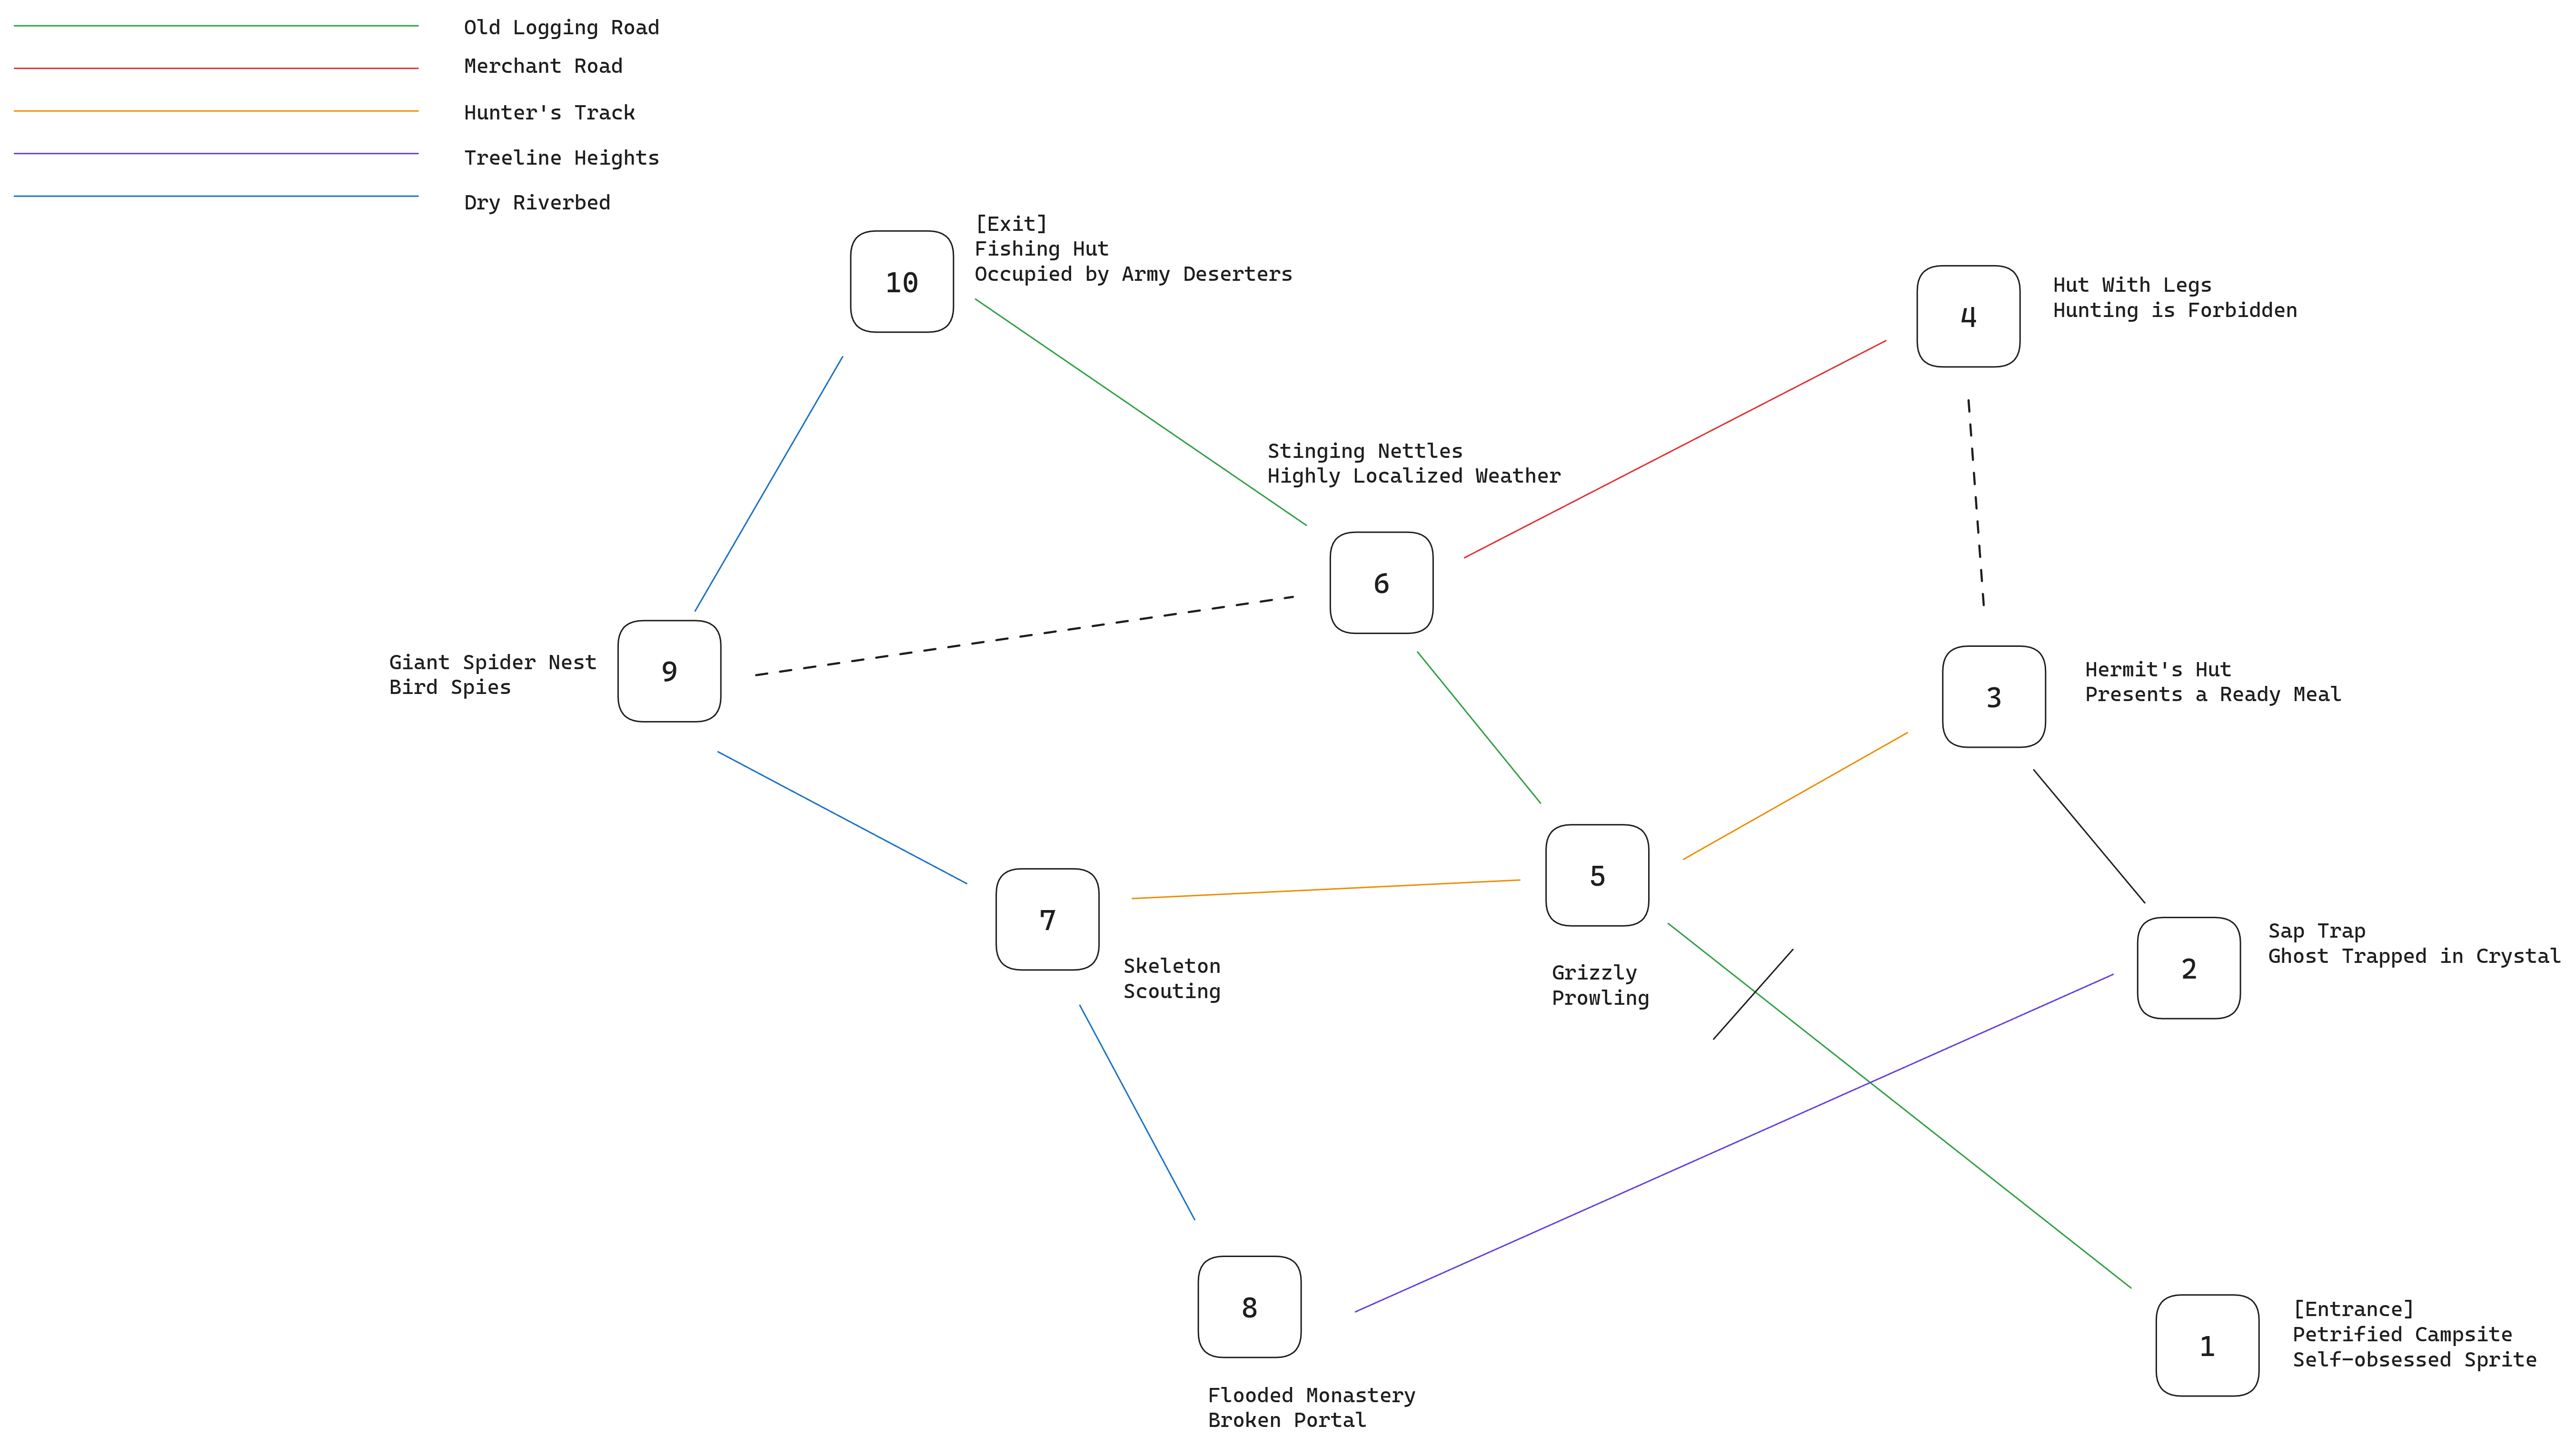 Old Logging Road
Merchant Road
Hunter's Track
Treeline Heights
Dry Riverbed
10
[Exit]
Fishing Hut
Occupied by Army Deserters
4
Hut With Legs
Hunting is Forbidden
Stinging Nettles
Highly Localized Weather
6
Giant Spider Nest
Bird Spies
9
3
Hermit's Hut
Presents a Ready Meal
7
Skeleton
Scouting
5
Grizzly
Prowling
2
Sap Trap
Ghost Trapped in Crystal
8
Flooded Monastery
Broken Portal
1
[Entrance]
Petrified Campsite
Self-obsessed Sprite